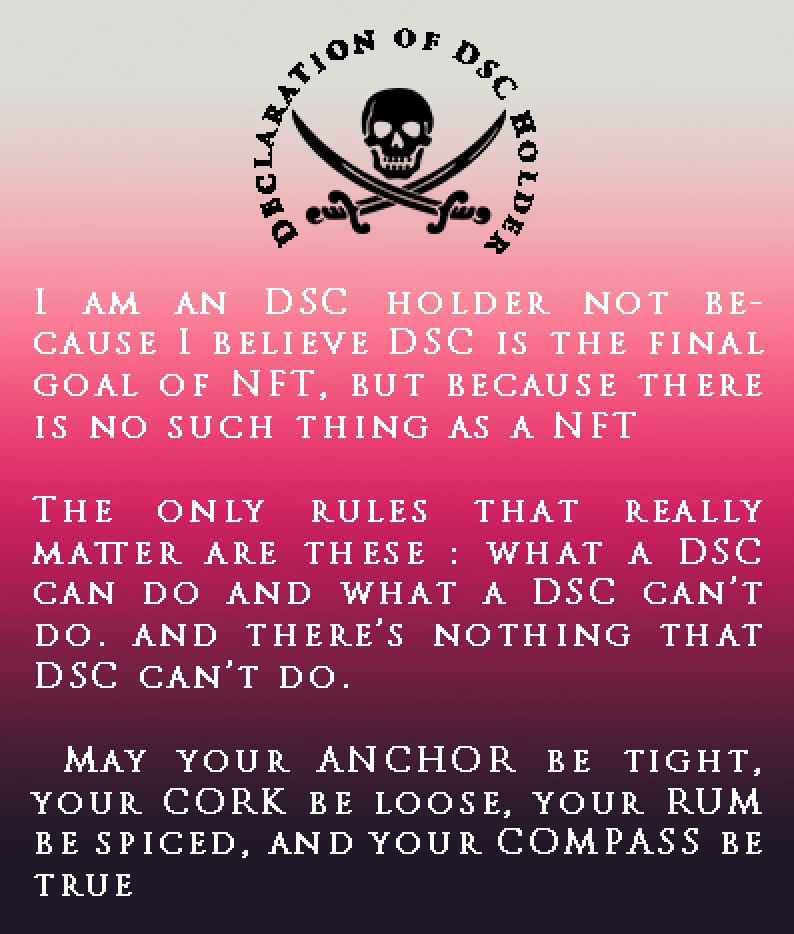 DECLARATION OF DSC HOLDER
I AM AN DSC HOLDER NOT BE-
CAUSE I BELIEVE DSC IS THE FINAL
GOAL OF NFT, BUT BECAUSE THERE
IS NO SUCH THING AS A NFT
THE ONLY RULES THAT REALLY
MATTER ARE THESE : WHAT A DSC
CAN DO AND WHAT A DSC CAN'T
DO. AND THERE'S NOTHING THAT
DSC CAN'T DO.
MAY YOUR ANCHOR BE TIGHT,
YOUR CORK BE LOOSE, YOUR RUM
BE SPICED, AND YOUR COMPASS BE
TRUE